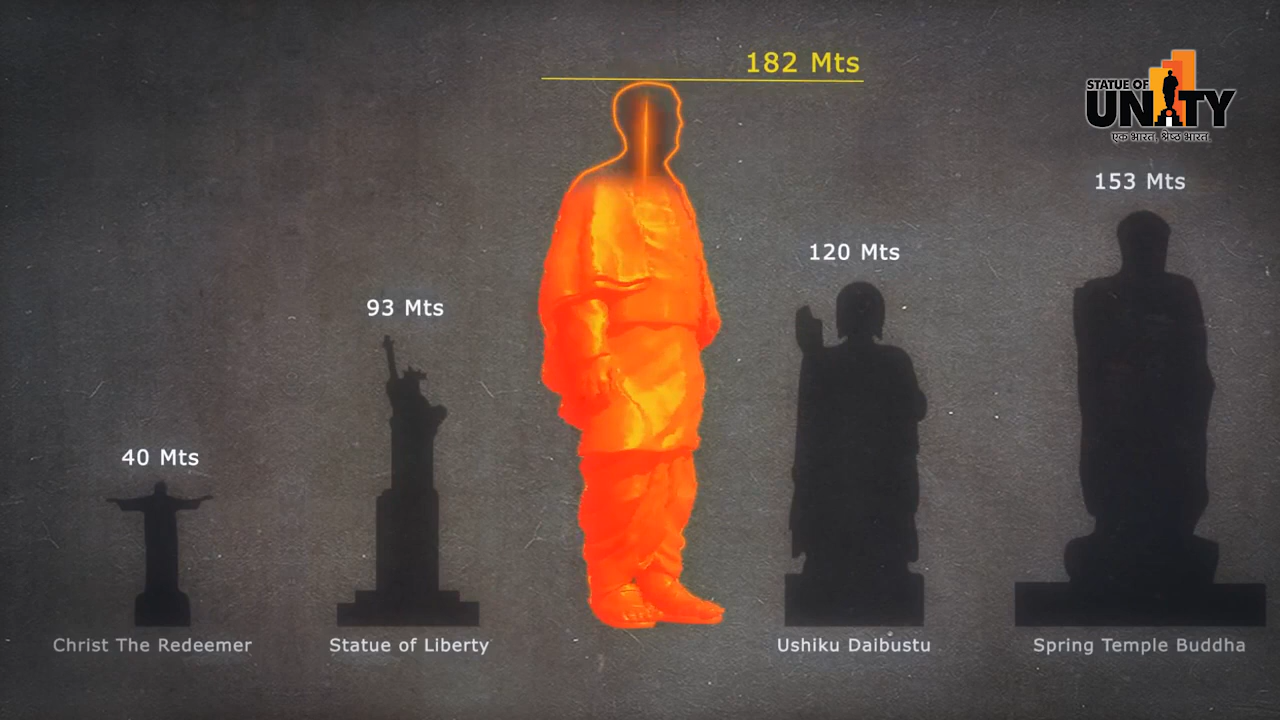 182 Mts
STATUE OF
UNITY
एक भारत, श्रेष्ठ भारत.
153 Mts
120 Mts
93 Mts
40 Mts
Christ The Redeemer
Statue of Liberty
Ushiku Daibustu
Spring Temple Buddha